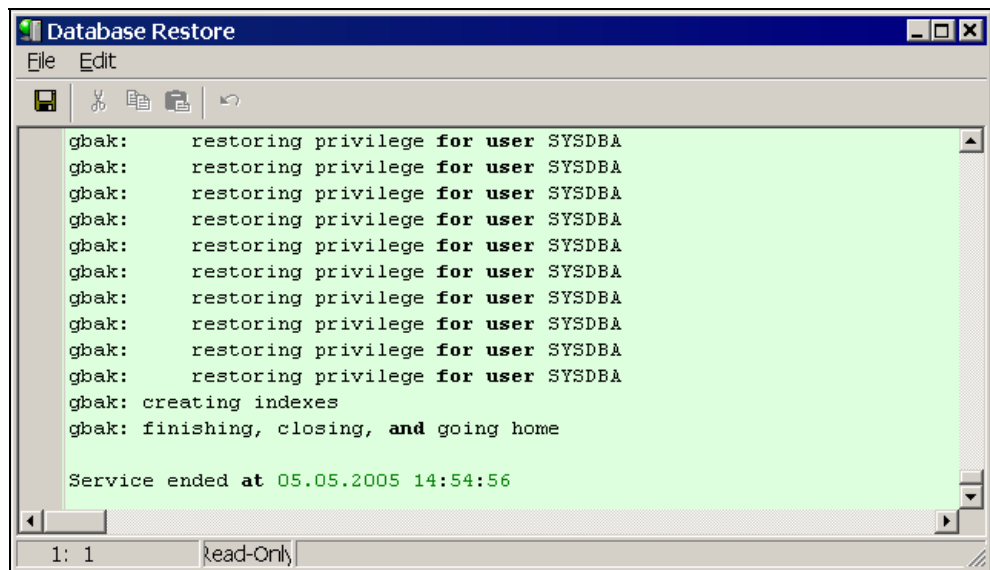 Database Restore
File Edit
gbak: restoring privilege for user SYSDBA
gbak: restoring privilege for user SYSDBA
gbak: restoring privilege for user SYSDBA
gbak: restoring privilege for user SYSDBA
gbak: restoring privilege for user SYSDBA
gbak: restoring privilege for user SYSDBA
gbak: restoring privilege for user SYSDBA
gbak: restoring privilege for user SYSDBA
gbak: restoring privilege for user SYSDBA
gbak: restoring privilege for user SYSDBA
gbak: creating indexes
gbak: finishing, closing, and going home
Service ended at 05.05.2005 14:54:56
1: 1 Read-Only